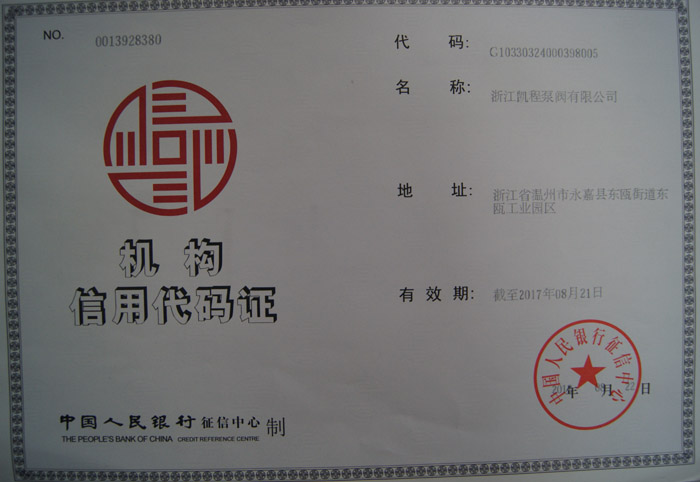 NO. 0013928380
机构
信用代码证
中国人民银行征信中心 制
THE PEOPLE'S BANK OF CHINA CREDIT REFERENCE CENTRE
代 码: G10330324000398005
名 称: 浙江凯程泵阀有限公司
地 址: 浙江省温州市永嘉县东瓯街道东
瓯工业园区
有 效 期: 截至2017年08月21日
中国人民银行征信中心
年 月 22日